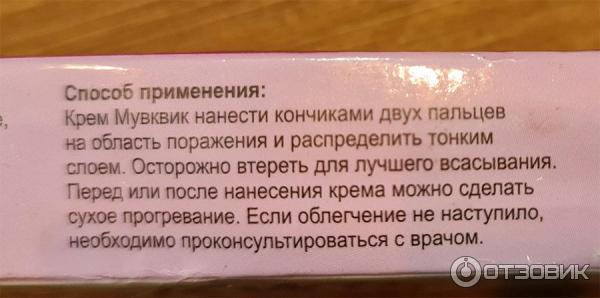 Способ применения:
Крем Мувквик нанести кончиками двух пальцев
на область поражения и распределить тонким
слоем. Осторожно втереть для лучшего всасывания.
Перед или после нанесения крема можно сделать
сухое прогревание. Если облегчение не наступило,
необходимо проконсультироваться с врачом.
е,
ОТЗОВИК